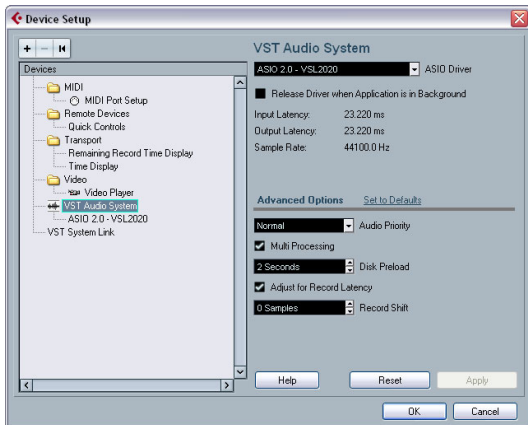 Device Setup
Devices
MIDI
MIDI Port Setup
Remote Devices
Quick Controls
Transport
Remaining Record Time Display
Time Display
Video
Video Player
VST Audio System
ASIO 2.0 - VSL2020
VST System Link
VST Audio System
ASIO 2.0 - VSL2020 ASIO Driver
Release Driver when Application is in Background
Input Latency: 23.220 ms
Output Latency: 23.220 ms
Sample Rate: 44100.0 Hz
Advanced Options Set to Defaults
Normal Audio Priority
Multi Processing
2 Seconds Disk Preload
Adjust for Record Latency
0 Samples Record Shift
Help Reset Apply
OK Cancel